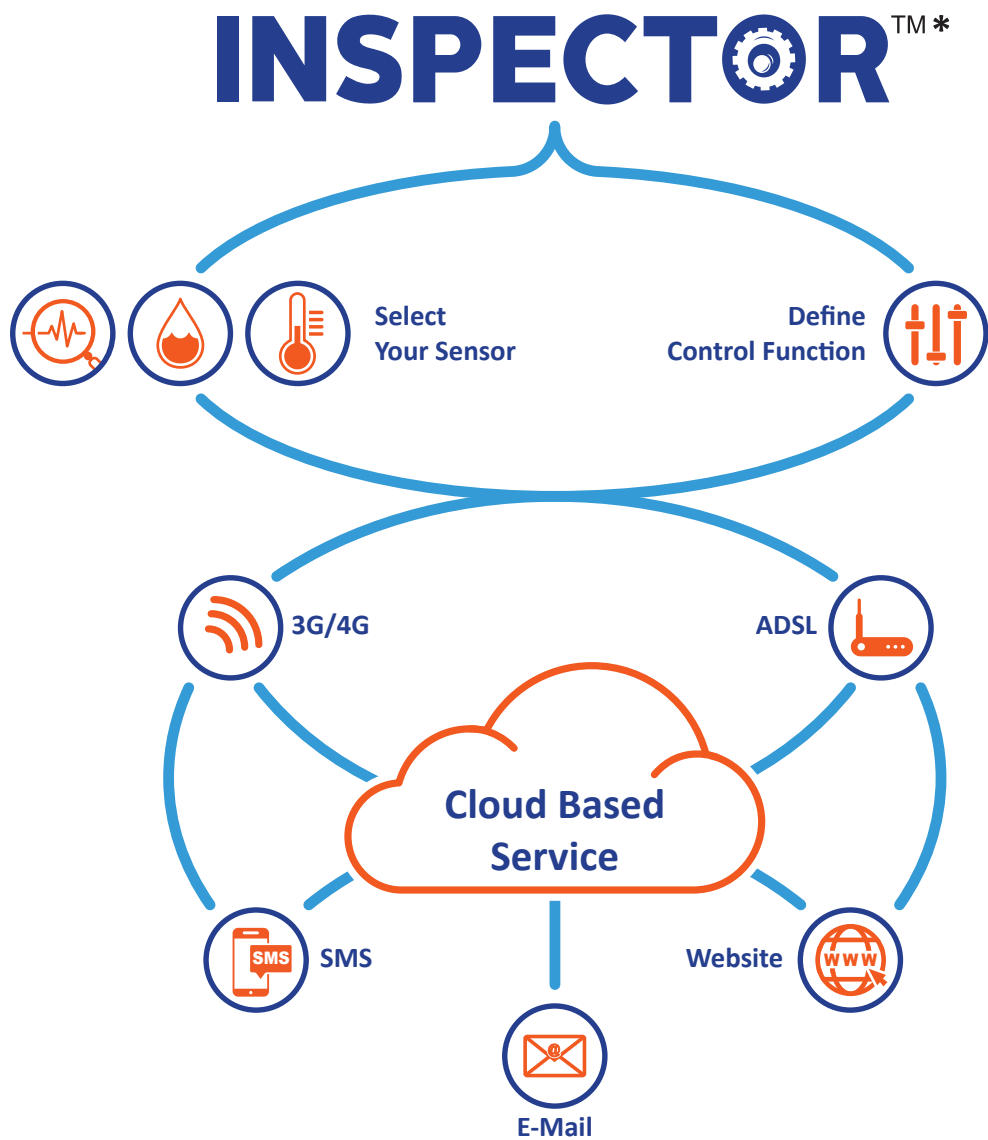 INSPECTOR™*
Select
Your Sensor
Define
Control Function
3G/4G
ADSL
Cloud Based
Service
SMS
SMS
Website
WWW
@
E-Mail